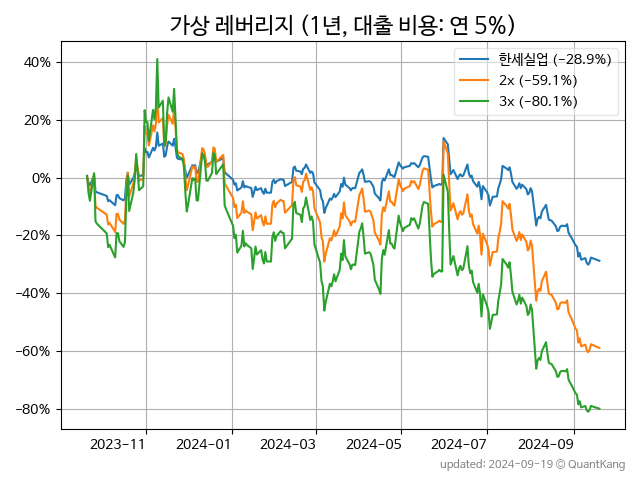 가상 레버리지 (1년, 대출 비용: 연 5%)
한세실업 (-28.9%)
2x (-59.1%)
3x (-80.1%)
40%
20%
0%
-20%
-40%
-60%
-80%
2023-11
2024-01
2024-03
2024-05
2024-07
2024-09
updated: 2024-09-19 @ QuantKang